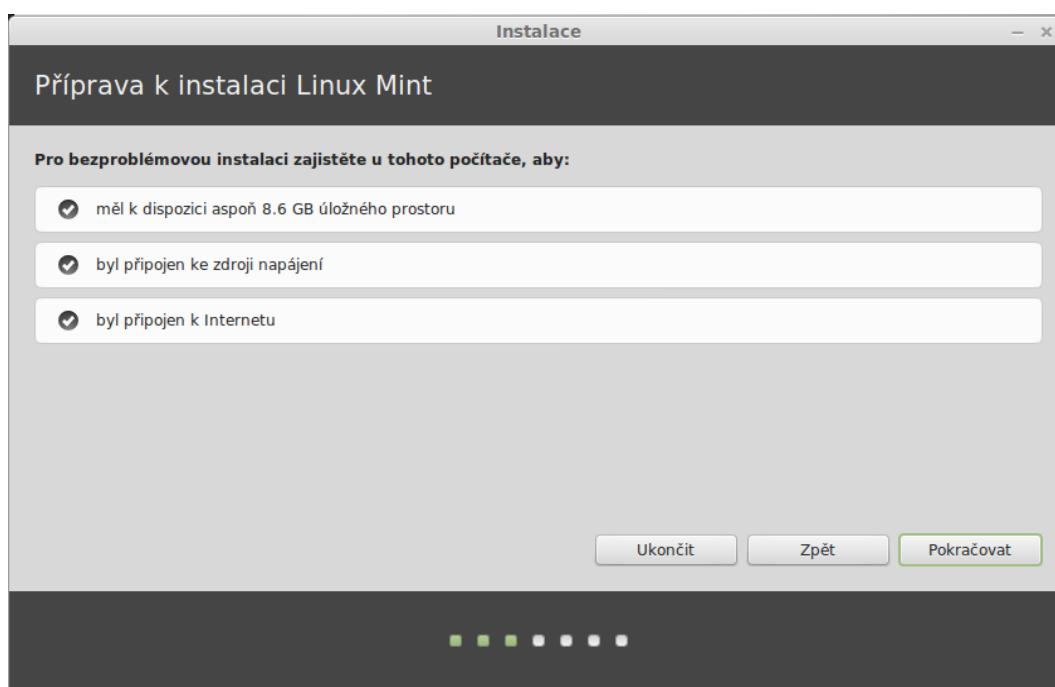 Instalace
Příprava k instalaci Linux Mint
Pro bezproblémovou instalaci zajistěte u tohoto počítače, aby:
měl k dispozici aspoň 8.6 GB úložného prostoru
byl připojen ke zdroji napájení
byl připojen k Internetu
Ukončit Zpět Pokračovat